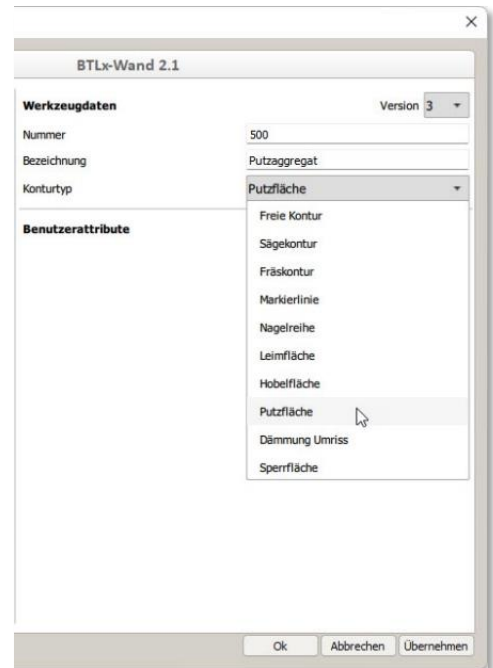 BTLx-Wand 2.1
Werkzeugdaten Version 3
Nummer 500
Bezeichnung Putzaggregat
Konturtyp Putzfläche
Freie Kontur
Benutzerattribute
Sägekontur
Fräskontur
Markierlinie
Nagelreihe
Leimfläche
Hobelfläche
Putzfläche
Dämmung Umriss
Sperrfläche
Ok Abbrechen Übernehmen